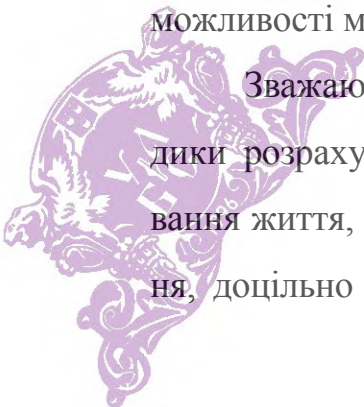 можливості м
Зважаю
дики розраху
вання життя,
ня, доцільно